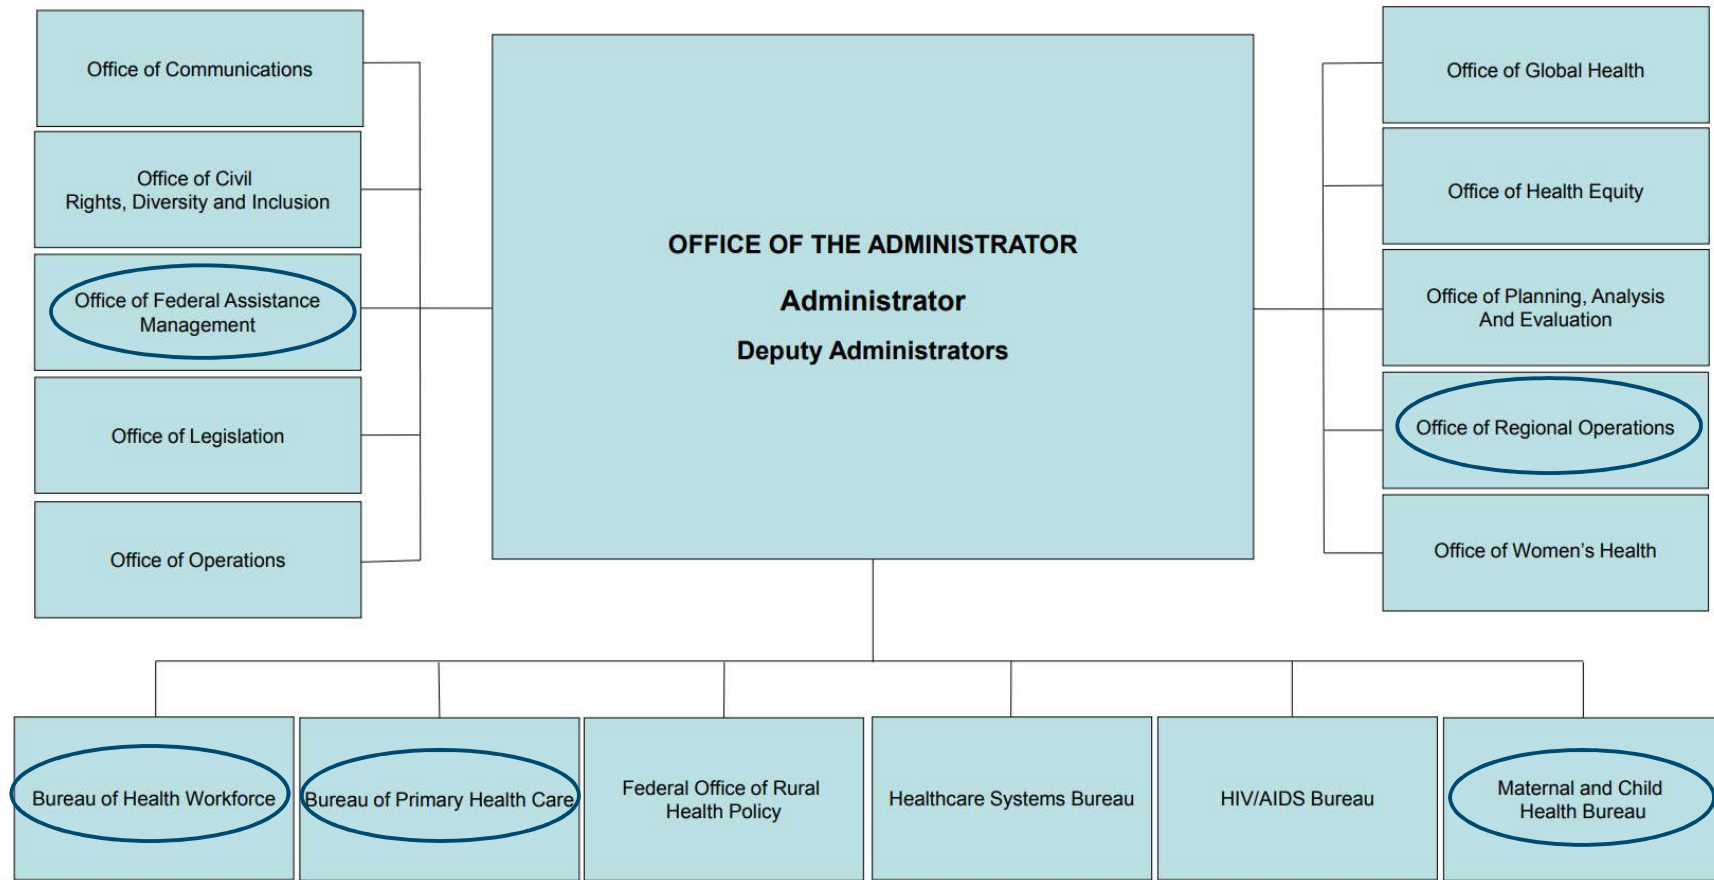 Office of Communications
Office of Civil
Rights, Diversity and Inclusion
Office of Federal Assistance
Management
Office of Legislation
Office of Operations
OFFICE OF THE ADMINISTRATOR
Administrator
Deputy Administrators
Office of Global Health
Office of Health Equity
Office of Planning, Analysis
And Evaluation
Office of Regional Operations
Office of Women’s Health
Bureau of Health Workforce
Bureau of Primary Health Care
Federal Office of Rural
Health Policy
Healthcare Systems Bureau
HIV/AIDS Bureau
Maternal and Child
Health Bureau